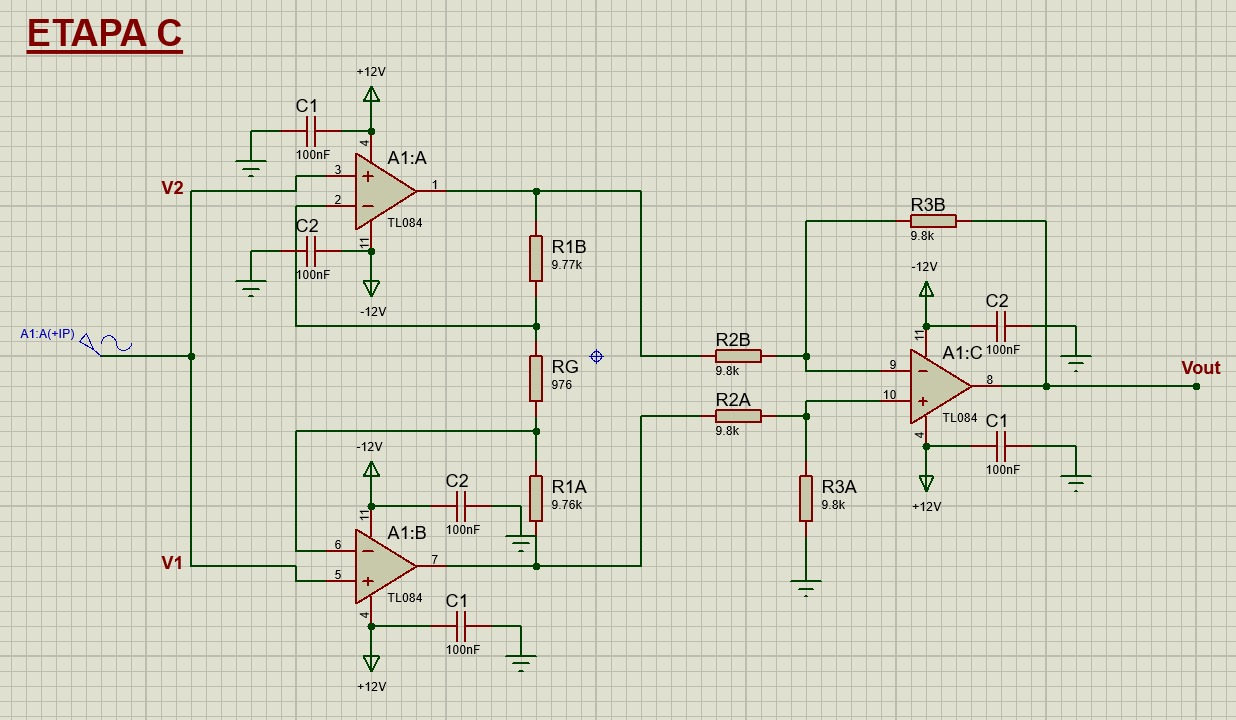 ETAPA C
+12V
C1
100nF
4
A1:A
3
1
V2
2
TL084
C2
100nF
11
-12V
R1B
9.77k
A1:A(+IP)
RG
976
R3B
9.8k
-12V
C2
100nF
11
A1:C
R2B
9.8k
9
8
Vout
10
TL084
R2A
9.8k
4
C1
100nF
+12V
R3A
9.8k
-12V
C2
100nF
11
R1A
9.76k
A1:B
6
7
V1
5
TL084
4
C1
100nF
+12V